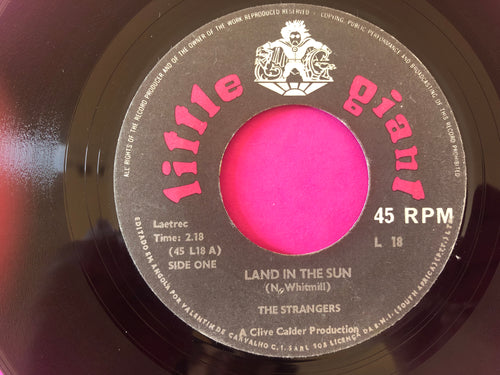 ALL RIGHTS OF THE RECORD PRODUCER AND OF THE OWNER OF THE WORK REPRODUCED RESERVED - COPYING, PUBLIC PERFORMANCE AND BROADCASTING OF THIS RECORD PROHIBITED
little giant
45 RPM
L 18
Laetrec
Time: 2.18
(45 L18 A)
SIDE ONE
LAND IN THE SUN
(N. Whitmill)
THE STRANGERS
A Clive Calder Production
EDITADO EM ANGOLA POR VALENTIM DE CARVALHO C.I. SARL SOB LICENCA DA R.M.I. (SOUTH AFRICA)